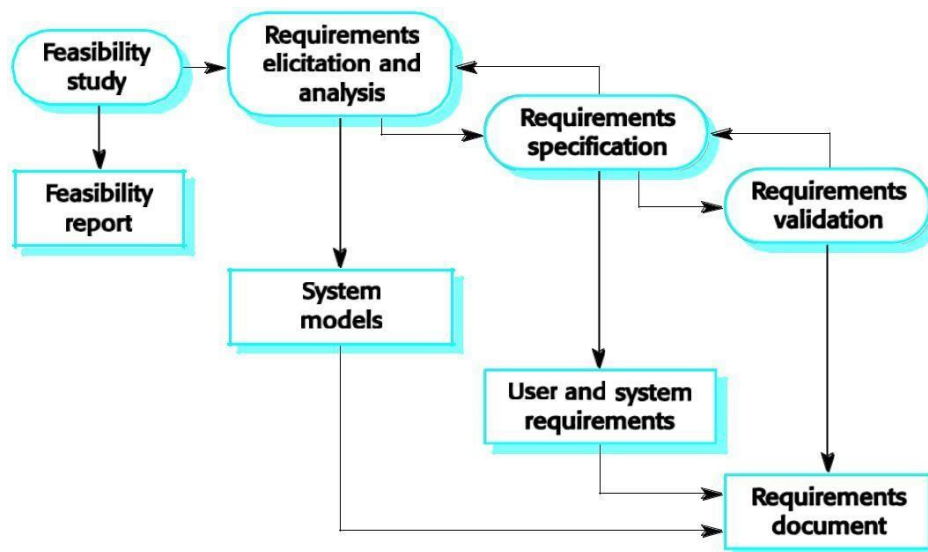 Feasibility
study
Requirements
elicitation and
analysis
Requirements
specification
Requirements
validation
Feasibility
report
System
models
User and system
requirements
Requirements
document